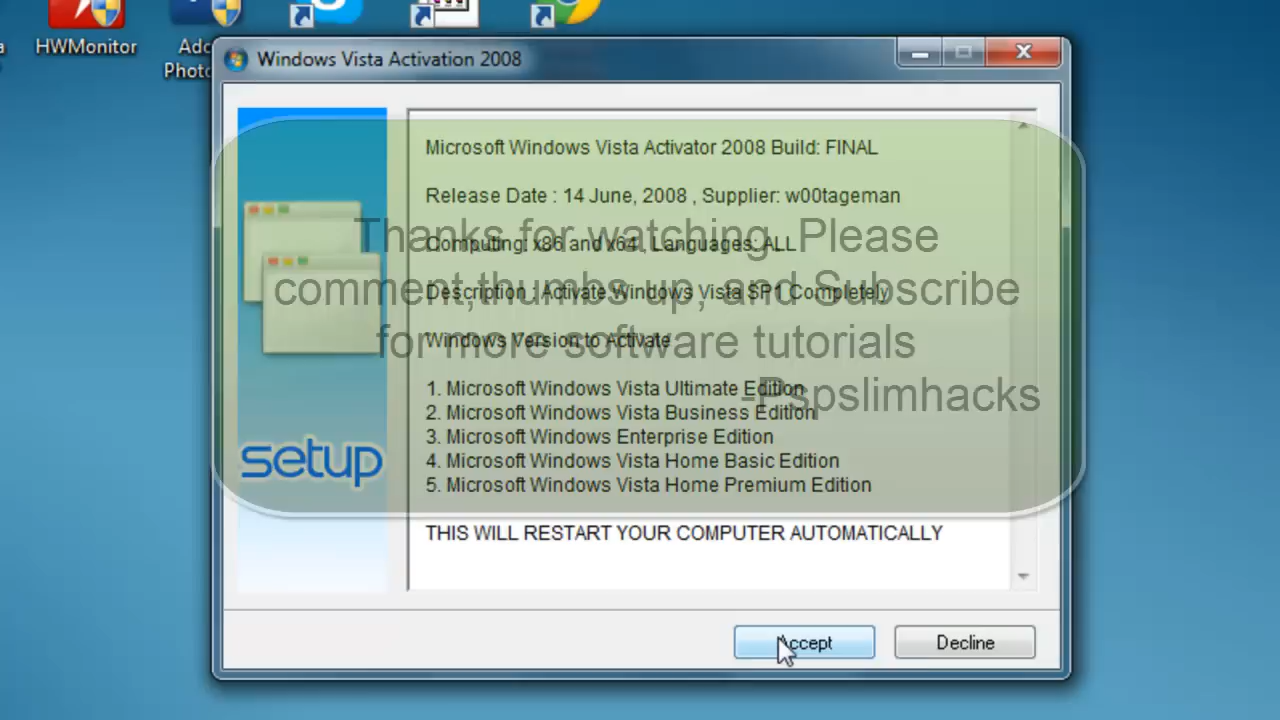 HWMonitor
Ado
Photo
Windows Vista Activation 2008
Microsoft Windows Vista Activator 2008 Build: FINAL
Release Date : 14 June, 2008 , Supplier: w00tageman
Computing: x86 and x64 , Languages: ALL
Description : Activate Windows Vista SP1 Completely
Windows Version to Activate
1. Microsoft Windows Vista Ultimate Edition
2. Microsoft Windows Vista Business Edition
3. Microsoft Windows Enterprise Edition
4. Microsoft Windows Vista Home Basic Edition
5. Microsoft Windows Vista Home Premium Edition
THIS WILL RESTART YOUR COMPUTER AUTOMATICALLY
Thanks for watching. Please
comment,thumbs up, and Subscribe
for more software tutorials
-Pspslimhacks
setup
Accept
Decline